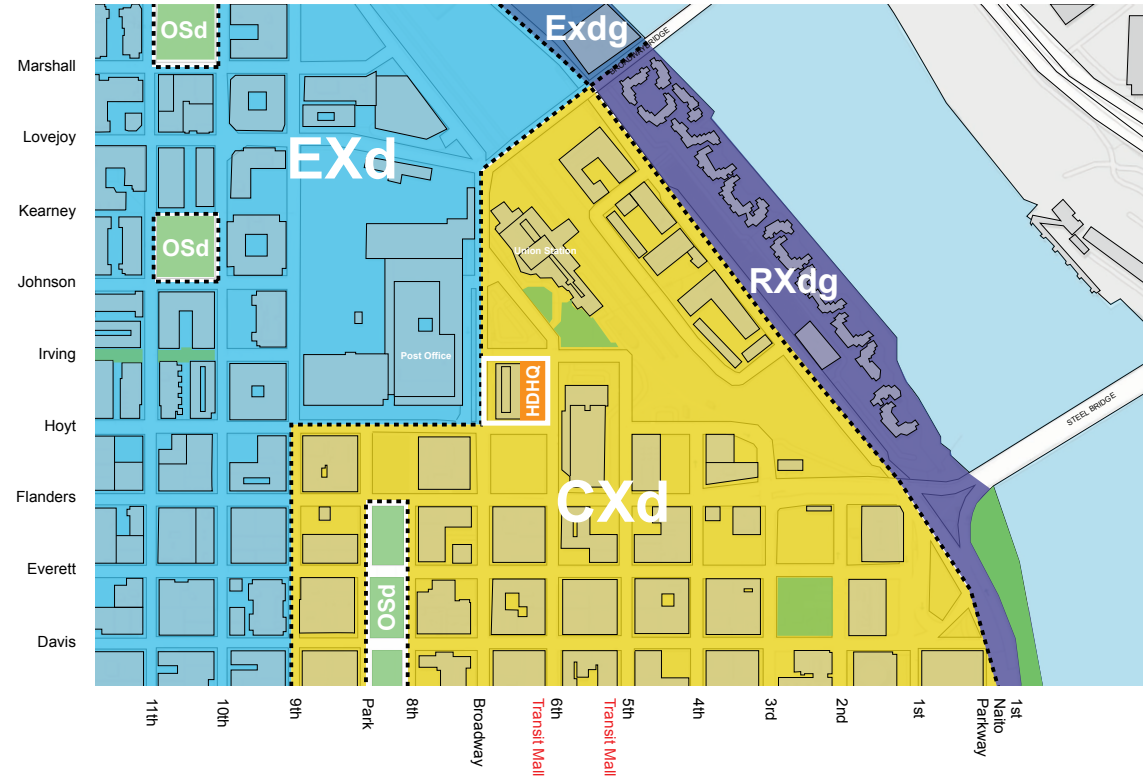 OSd
Exdg
Marshall
BROADWAY BRIDGE
Lovejoy
EXd
Kearney
OSd
Union Station
Johnson
RXdg
Irving
Post Office
HDHQ
STEEL BRIDGE
Hoyt
Flanders
CXd
Everett
OSd
Davis
11th
10th
9th
Park
8th
Broadway
6th
Transit Mall
5th
Transit Mall
4th
3rd
2nd
1st
1st
Naito
Parkway